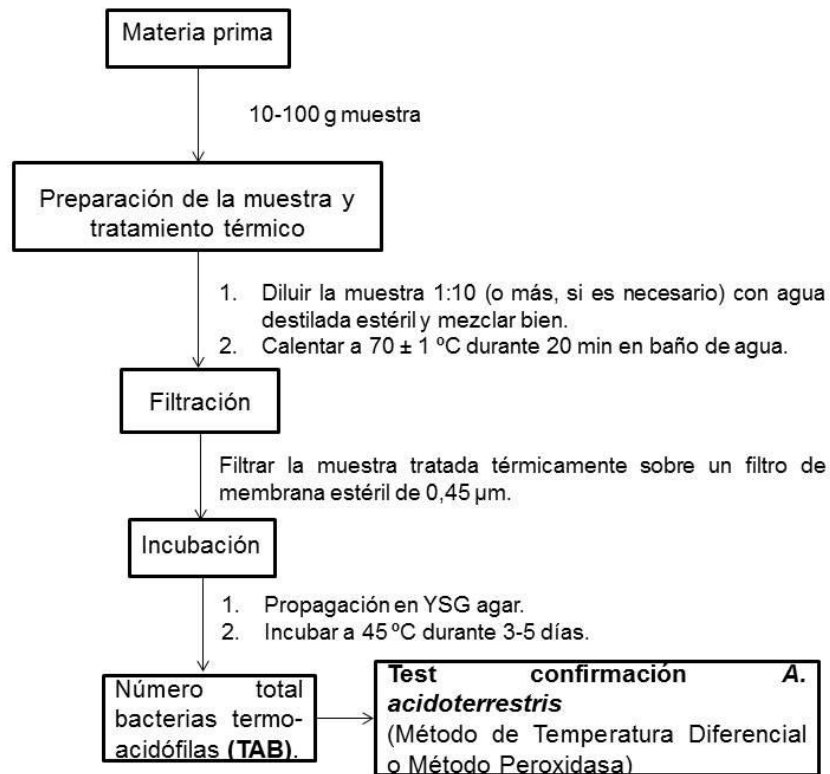 Materia prima
10-100 g muestra
Preparación de la muestra y
tratamiento térmico
1. Diluir la muestra 1:10 (o más, si es necesario) con agua
destilada estéril y mezclar bien.
2. Calentar a 70 ± 1 ºC durante 20 min en baño de agua.
Filtración
Filtrar la muestra tratada térmicamente sobre un filtro de
membrana estéril de 0,45 µm.
Incubación
1. Propagación en YSG agar.
2. Incubar a 45 ºC durante 3-5 días.
Número total
bacterias termo-
acidófilas (TAB).
Test confirmación A.
acidoterrestris
(Método de Temperatura Diferencial
o Método Peroxidasa)